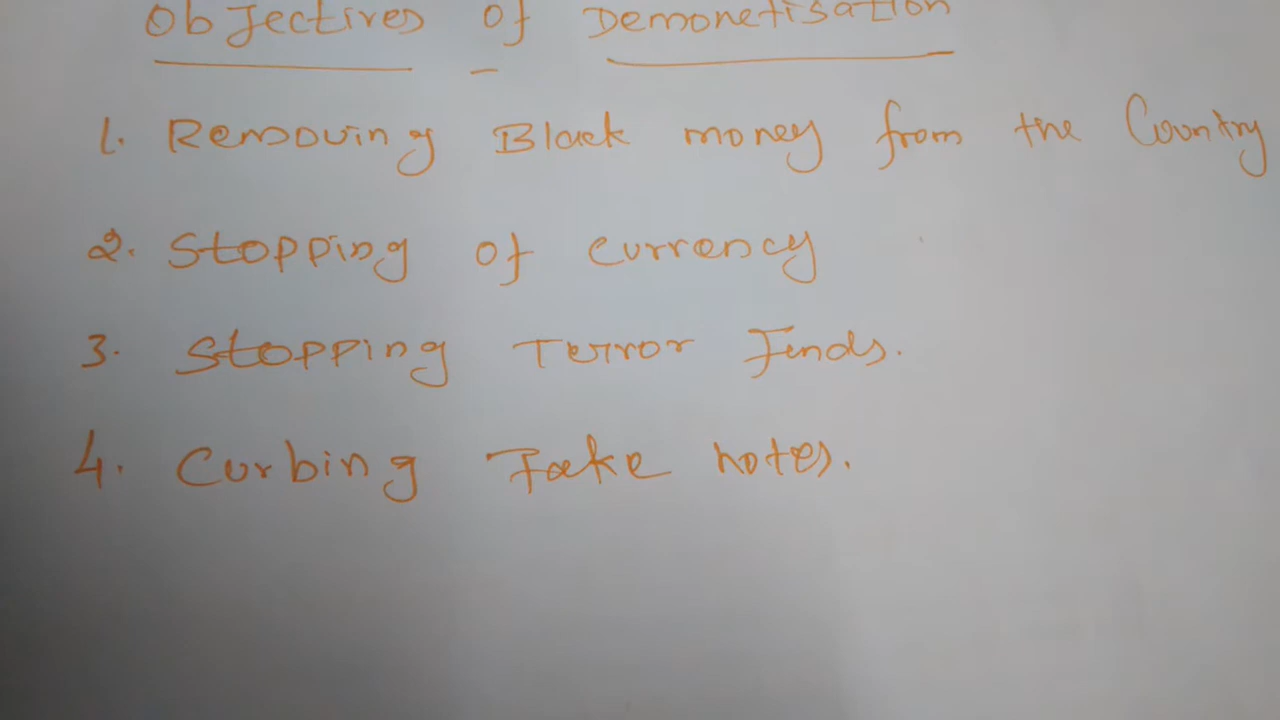 Objectives of Demonetisation
1. Removing Black money from the Country
2. Stopping of currency
3. Stopping Terror Funds.
4. Curbing Fake notes.